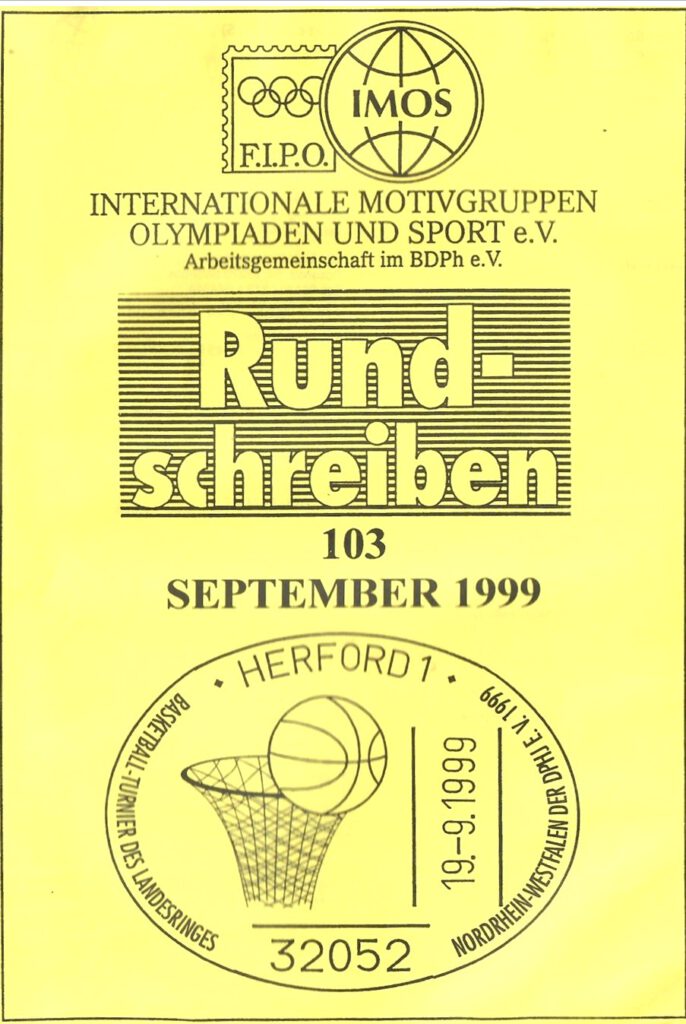 F.I.P.O.
IMOS
INTERNATIONALE MOTIVGRUPPEN
OLYMPIADEN UND SPORT e.V.
Arbeitsgemeinschaft im BDPh e.V.
Rund-
schreiben
103
SEPTEMBER 1999
HERFORD 1
BASKETBALL-TURNIER DES LANDESRINGES
NORDRHEIN-WESTFALEN DER DPHJ E. V. 1999
19.-9.1999
32052